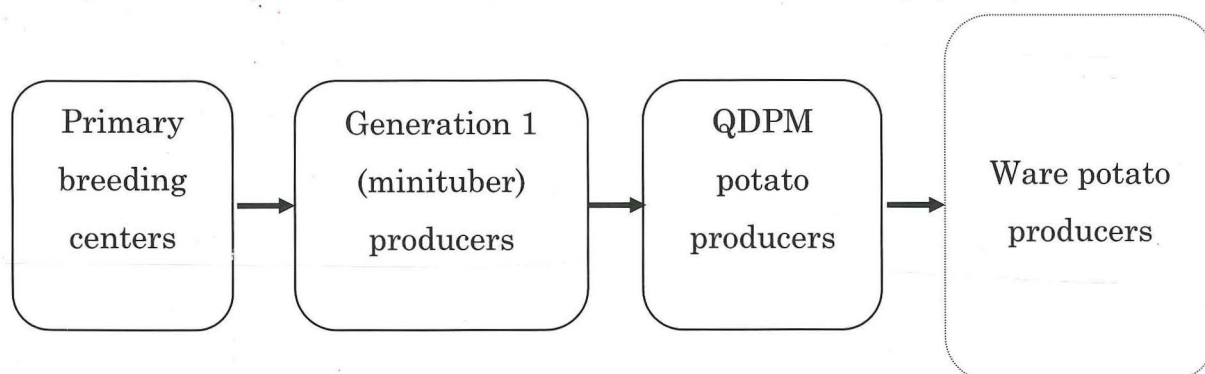 Primary
breeding
centers
Generation 1
(minituber)
producers
QDPM
potato
producers
Ware potato
producers